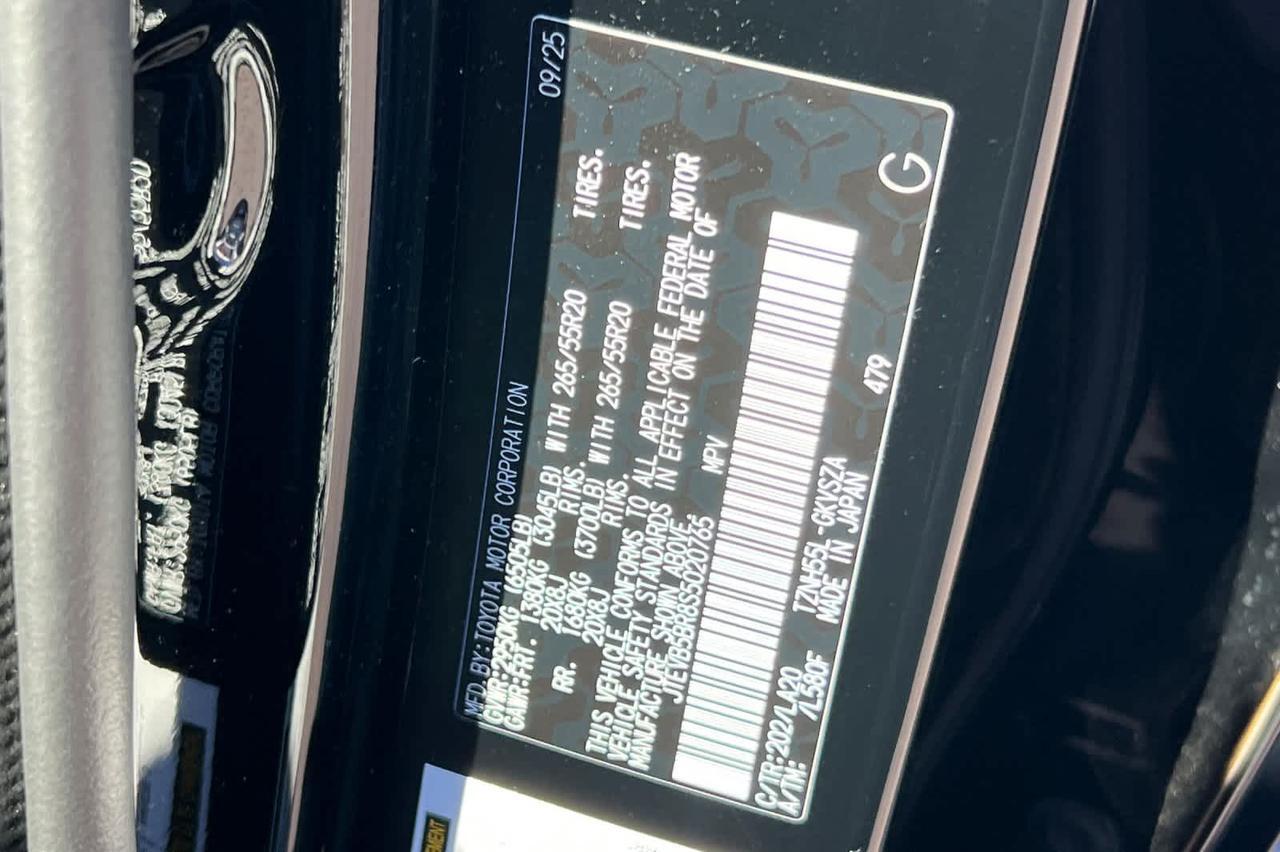 MFD BY:TOYOTA MOTOR CORPORATION 09/25
GVWR:2950KG (6505LB)
GAWR:FRT. 1380KG (3045LB) WITH 265/55R20 TIRES.
20X8J RIMS.
RR. 1680KG (3700LB) WITH 265/55R20 TIRES.
20X8J RIMS.
THIS VEHICLE CONFORMS TO ALL APPLICABLE FEDERAL MOTOR
VEHICLE SAFETY STANDARDS IN EFFECT ON THE DATE OF
MANUFACTURE SHOWN ABOVE.
JTEVB5BR8S5020765 MPV
C/TR:202/LA20 TZNH55L-GKVSZA 479 G
A/TM: /L580F MADE IN JAPAN